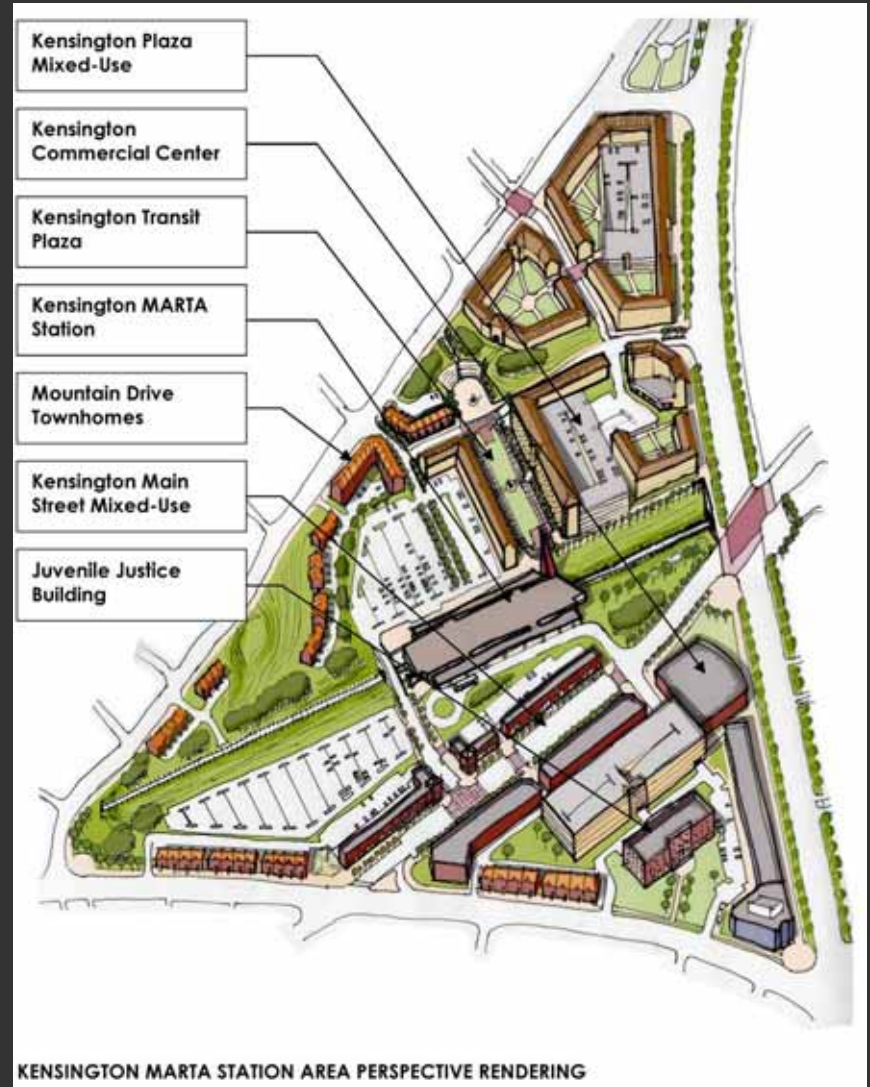 Kensington Plaza
Mixed-Use
Kensington
Commercial Center
Kensington Transit
Plaza
Kensington MARTA
Station
Mountain Drive
Townhomes
Kensington Main
Street Mixed-Use
Juvenile Justice
Building
KENSINGTON MARTA STATION AREA PERSPECTIVE RENDERING